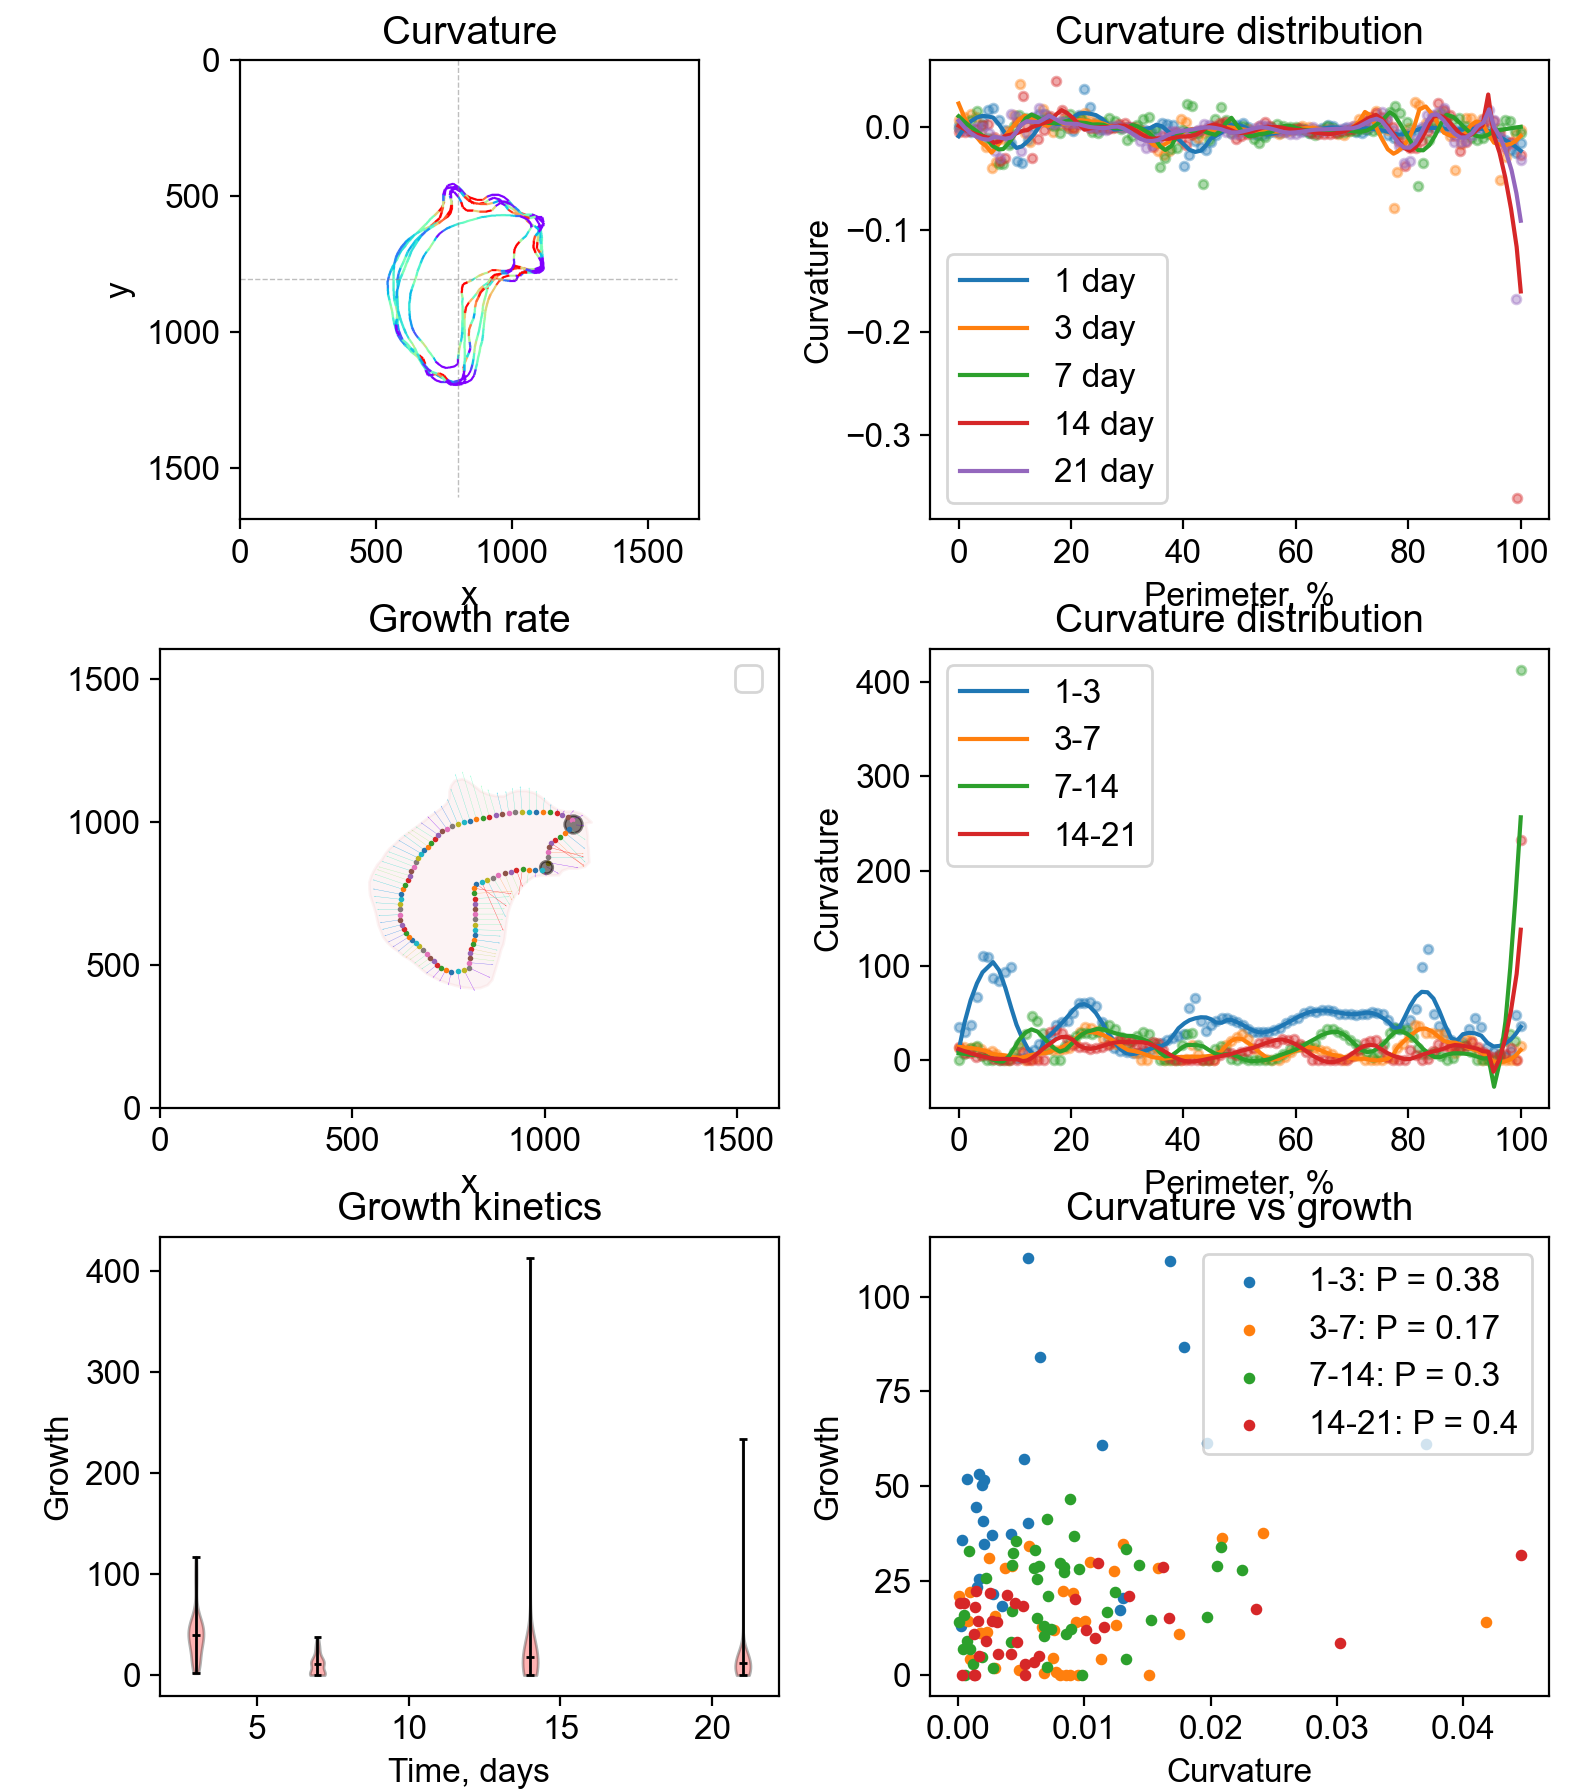 Curvature
0
500
1000
1500
y
0
500
1000
1500
x
Curvature distribution
0.0
−0.1
−0.2
−0.3
Curvature
1 day
3 day
7 day
14 day
21 day
0
20
40
60
80
100
Perimeter, %
Growth rate
1500
1000
500
0
0
500
1000
1500
x
Curvature distribution
400
300
200
100
0
Curvature
1-3
3-7
7-14
14-21
0
20
40
60
80
100
Perimeter, %
Growth kinetics
400
300
200
100
0
Growth
5
10
15
20
Time, days
Curvature vs growth
100
75
50
25
0
Growth
1-3: P = 0.38
3-7: P = 0.17
7-14: P = 0.3
14-21: P = 0.4
0.00
0.01
0.02
0.03
0.04
Curvature